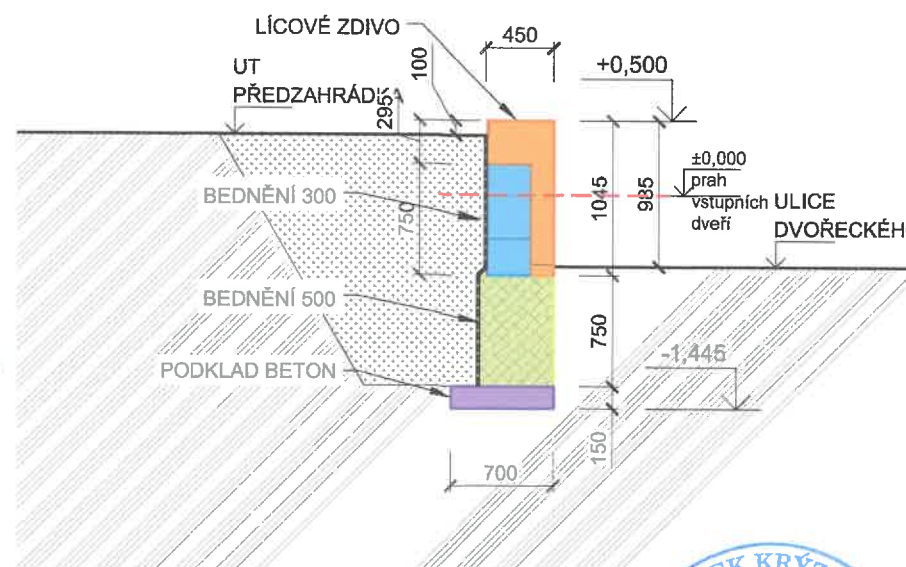 LÍCOVÉ ZDIVO
450
100
+0,500
UT
PŘEDZAHRÁDKA
295
±0,000
prah
vstupních
dveří
ULICE
DVOŘECKÉH
BEDNĚNÍ 300
750
1045
985
BEDNĚNÍ 500
750
-1,445
PODKLAD BETON
150
700